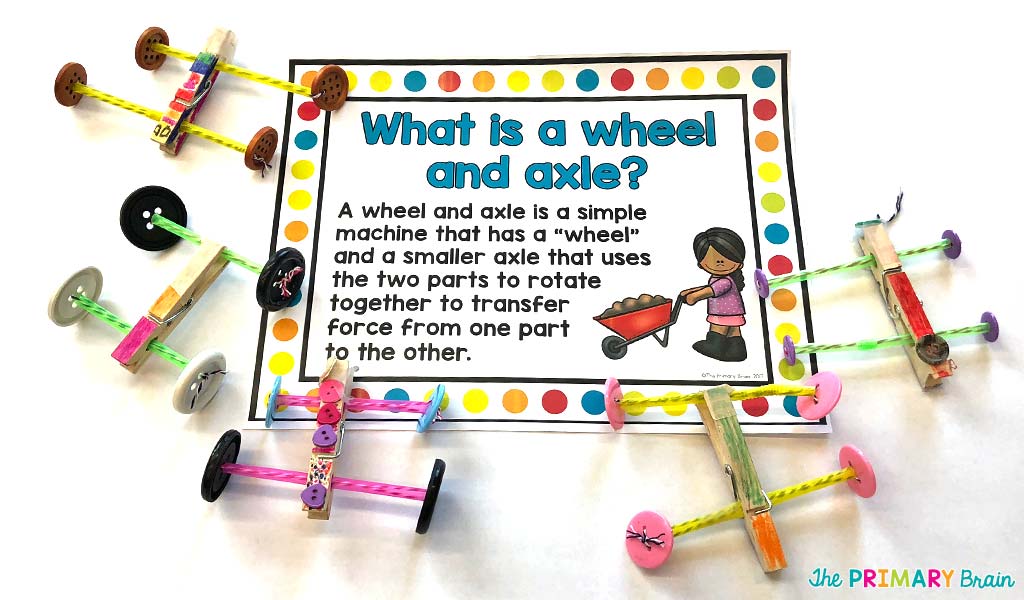 What is a wheel
and axle?
A wheel and axle is a simple
machine that has a “wheel”
and a smaller axle that uses
the two parts to rotate
together to transfer
force from one part
to the other.
©The Primary Brain, 2017
The PRIMARY Brain